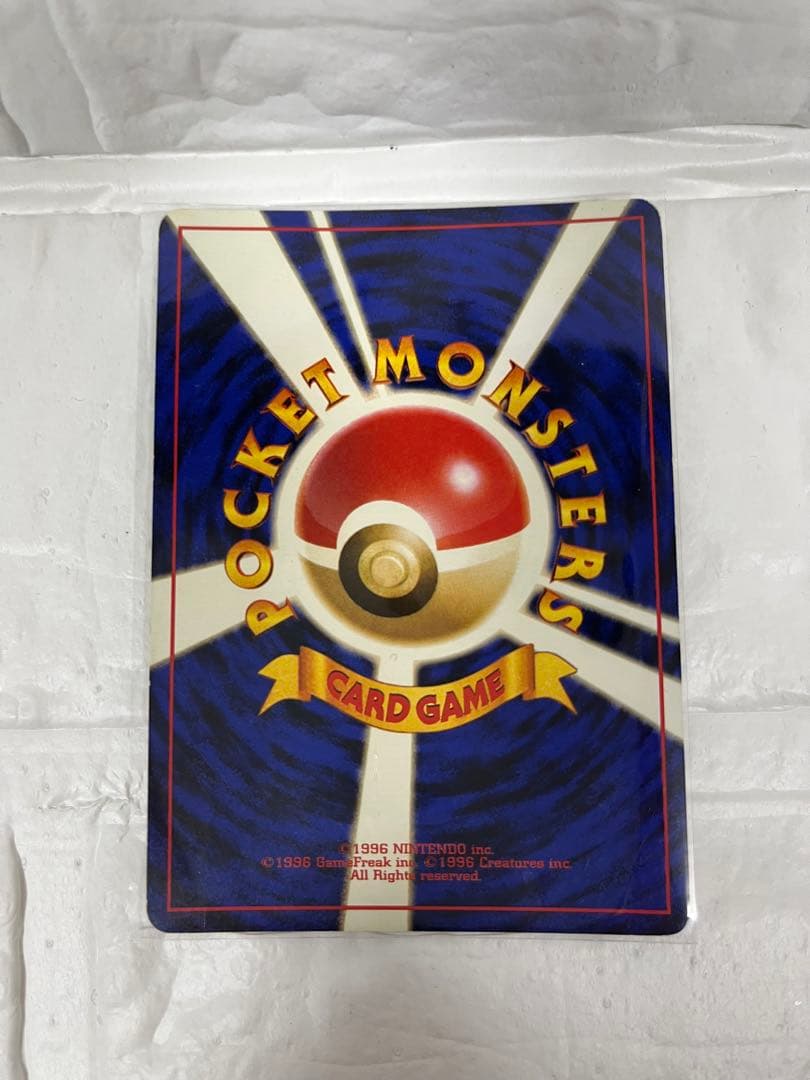 POCKET MONSTERS
CARD GAME
©1996 NINTENDO inc.
©1996 GameFreak inc. ©1996 Creatures inc.
All Rights reserved.